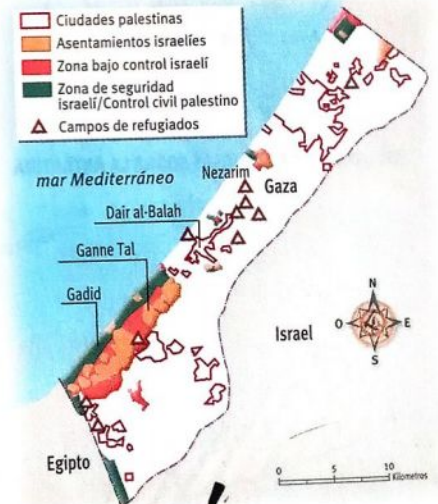 Ciudades palestinas
Asentamientos israelíes
Zona bajo control israelí
Zona de seguridad
israelí/Control civil palestino
Campos de refugiados
mar Mediterráneo
Nezarim
Gaza
Dair al-Balah
Ganne Tal
Gadid
Israel
N
O
E
S
Egipto
0 5 10
Kilometros